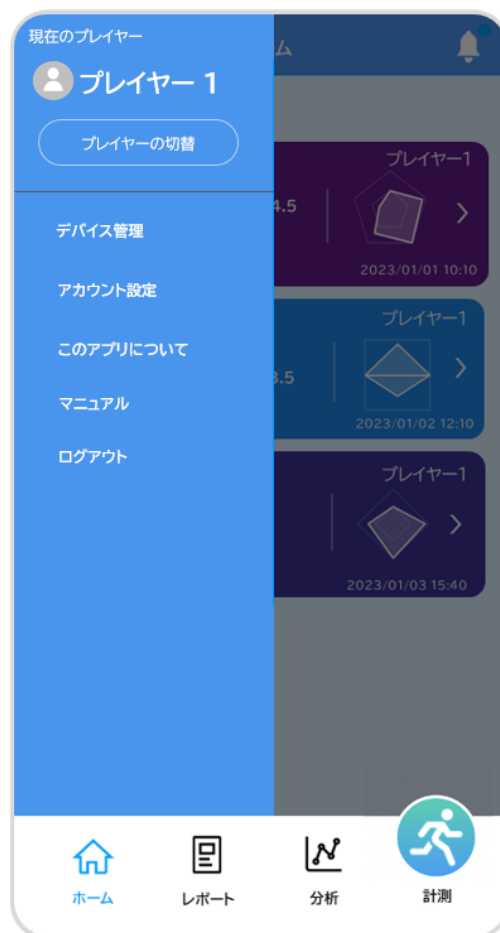 現在のプレイヤー
プレイヤー 1
プレイヤーの切替
デバイス管理
アカウント設定
このアプリについて
マニュアル
ログアウト
ム
プレイヤー1
4.5
2023/01/01 10:10
プレイヤー1
3.5
2023/01/02 12:10
プレイヤー1
2023/01/03 15:40
ホーム
レポート
分析
計測